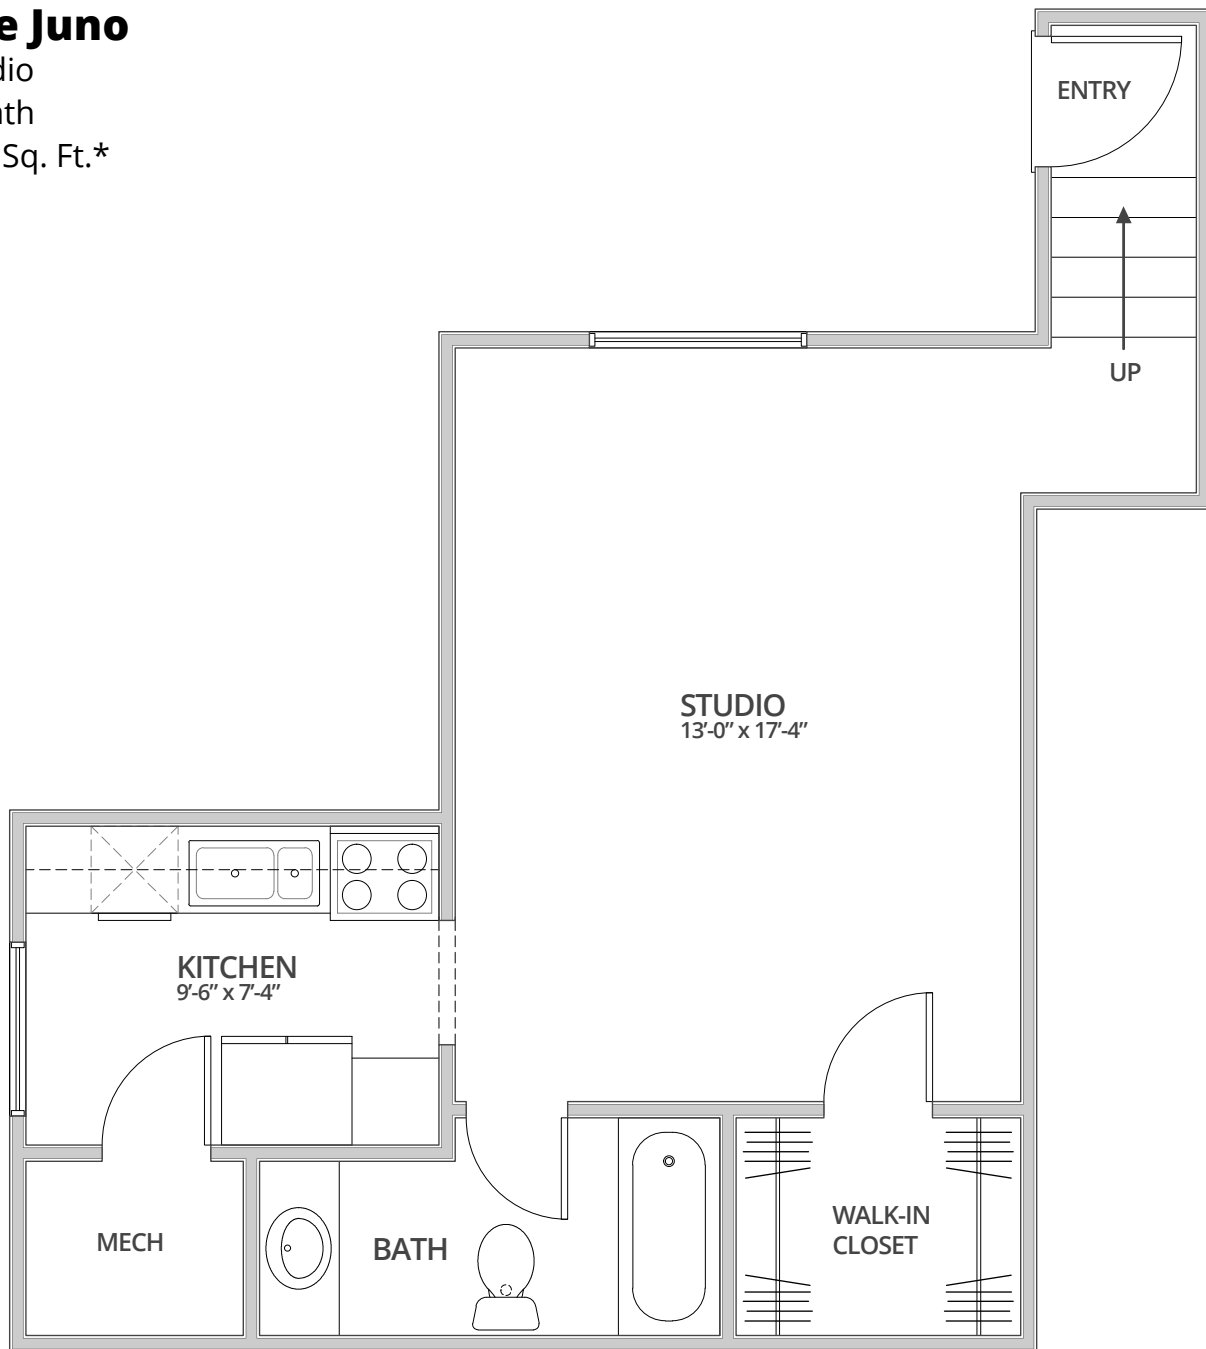 e Juno
dio
ath
Sq. Ft.*
ENTRY
UP
STUDIO
13'-0” x 17'-4”
KITCHEN
9'-6” x 7'-4”
MECH
BATH
WALK-IN
CLOSET